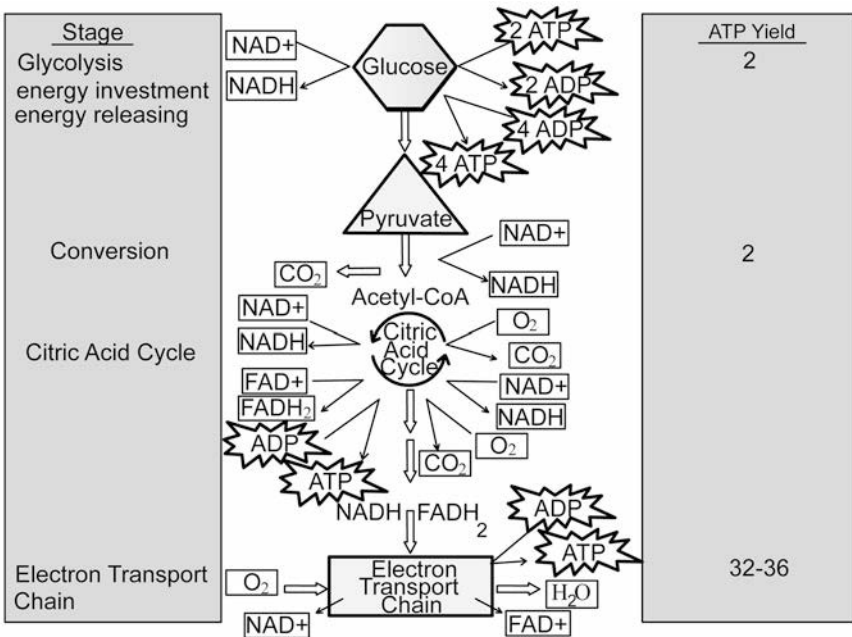 Stage
Glycolysis
energy investment
energy releasing
Conversion
Citric Acid Cycle
Electron Transport
Chain
NAD+
NADH
Glucose
2 ATP
2 ADP
4 ADP
4 ATP
Pyruvate
NAD+
NADH
CO₂
Acetyl-CoA
NAD+
NADH
FAD+
FADH₂
ADP
ATP
Citric
Acid
Cycle
O₂
CO₂
NAD+
NADH
O₂
CO₂
NADH
FADH₂
ADP
ATP
O₂
Electron
Transport
Chain
H₂O
NAD+
FAD+
ATP Yield
2
2
32-36